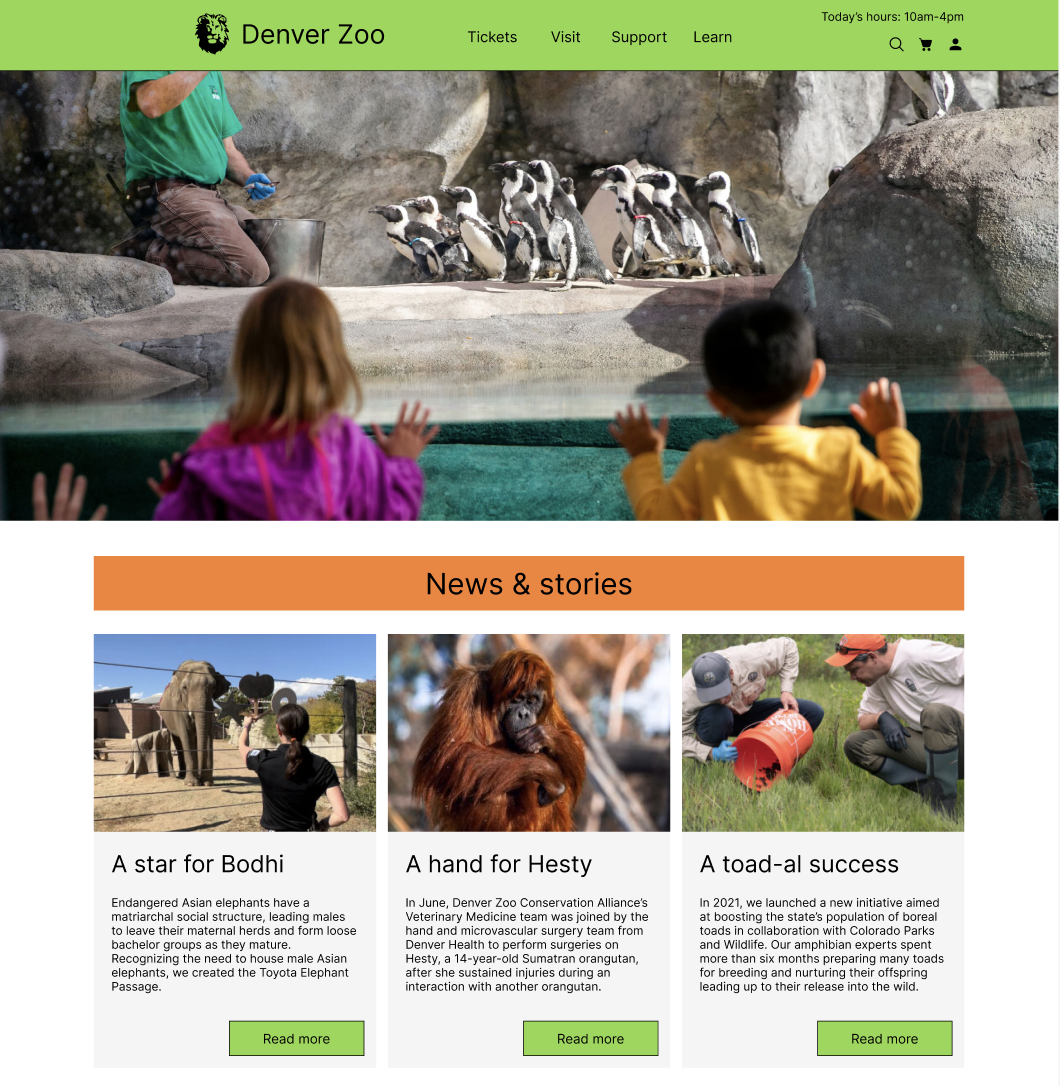 Denver Zoo
Tickets
Visit
Support
Learn
Today's hours: 10am-4pm
News & stories
A star for Bodhi
Endangered Asian elephants have a
matriarchal social structure, leading males
to leave their maternal herds and form loose
bachelor groups as they mature.
Recognizing the need to house male Asian
elephants, we created the Toyota Elephant
Passage.
Read more
A hand for Hesty
In June, Denver Zoo Conservation Alliance's
Veterinary Medicine team was joined by the
hand and microvascular surgery team from
Denver Health to perform surgeries on
Hesty, a 14-year-old Sumatran orangutan,
after she sustained injuries during an
interaction with another orangutan.
Read more
A toad-al success
In 2021, we launched a new initiative aimed
at boosting the state's population of boreal
toads in collaboration with Colorado Parks
and Wildlife. Our amphibian experts spent
more than six months preparing many toads
for breeding and nurturing their offspring
leading up to their release into the wild.
Read more